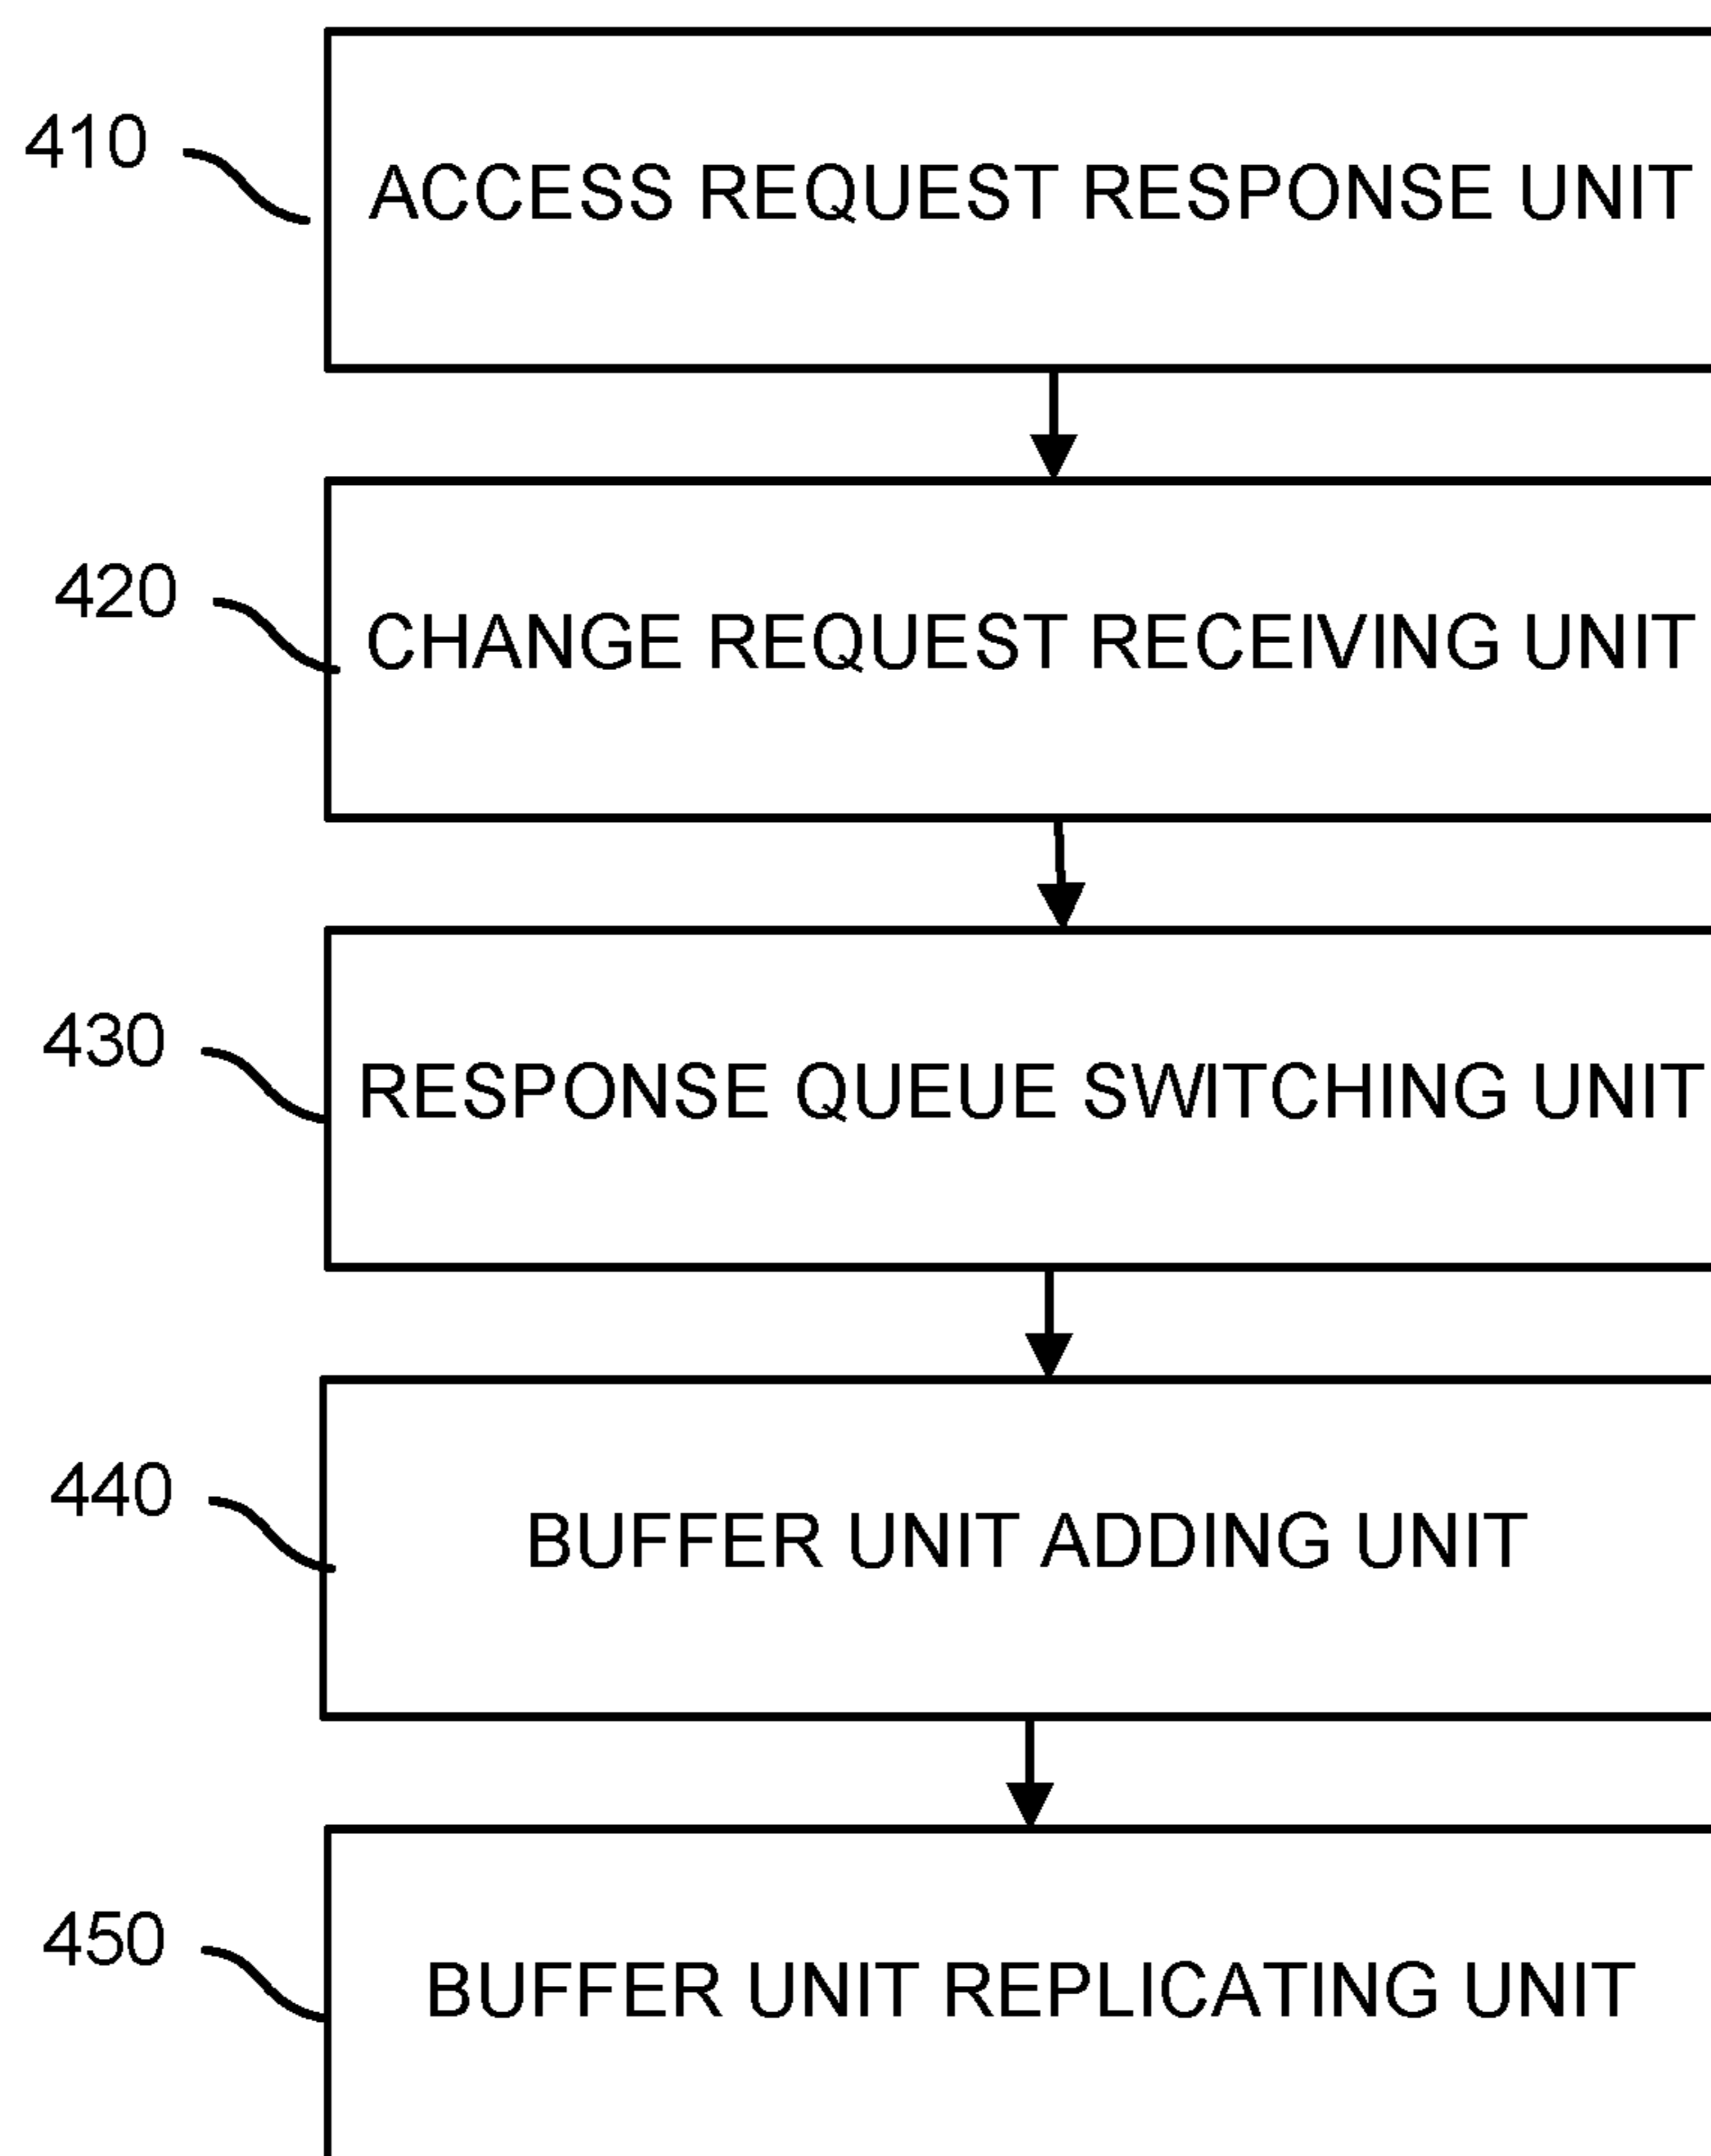 410
ACCESS REQUEST RESPONSE UNIT
420
CHANGE REQUEST RECEIVING UNIT
430
RESPONSE QUEUE SWITCHING UNIT
440
BUFFER UNIT ADDING UNIT
450
BUFFER UNIT REPLICATING UNIT